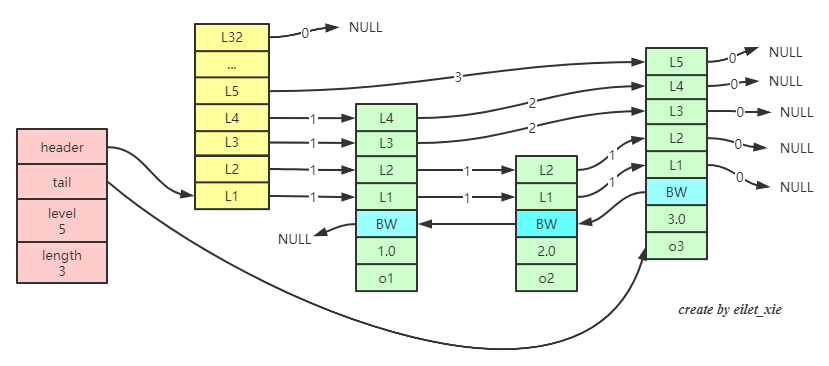 header
tail
level
5
length
3
L32
...
L5
L4
L3
L2
L1
0
NULL
3
1
1
1
1
L4
L3
L2
L1
BW
1.0
o1
NULL
2
2
1
1
L2
L1
BW
2.0
o2
1
1
L5
L4
L3
L2
L1
BW
3.0
o3
0
NULL
0
NULL
0
NULL
0
NULL
0
NULL
create by eilet_xie